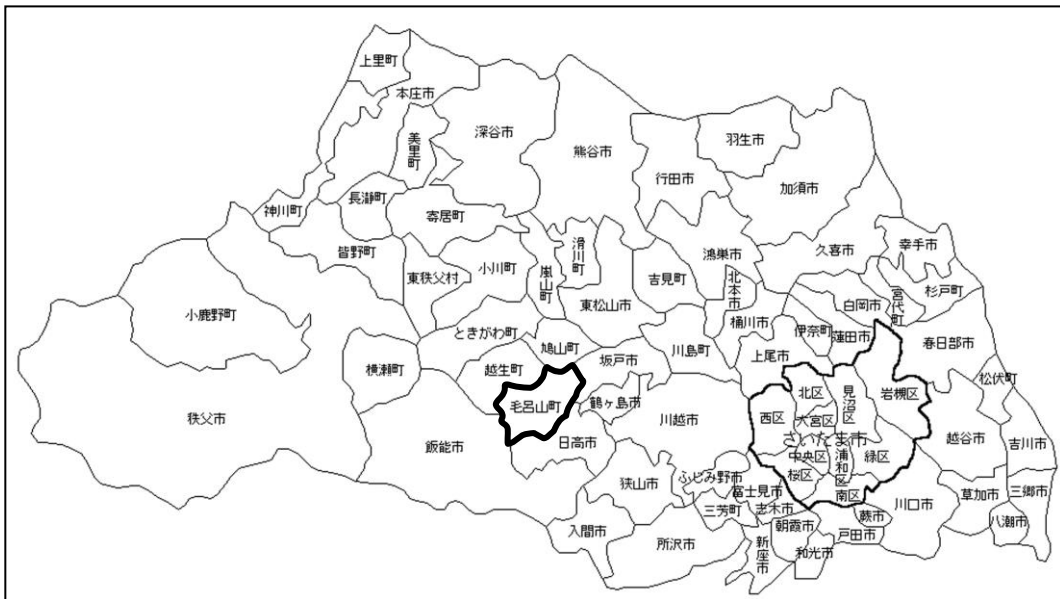 上里町
本庄市
美里町
深谷市
熊谷市
羽生市
行田市
加須市
神川町
長瀞町
寄居町
皆野町
東秩父村
小川町
嵐山町
滑川町
吉見町
鴻巣市
北本市
久喜市
幸手市
杉戸町
宮代町
白岡市
小鹿野町
東松山市
ときがわ町
鳩山町
桶川市
伊奈町
蓮田市
春日部市
横瀬町
越生町
坂戸市
川島町
上尾市
松伏町
秩父市
毛呂山町
鶴ヶ島市
川越市
西区
北区
見沼区
岩槻区
大宮区
さいたま市
中央区
浦和区
緑区
桜区
南区
越谷市
吉川市
飯能市
日高市
狭山市
ふじみ野市
富士見市
三芳町
志木市
川口市
草加市
三郷市
八潮市
蕨市
戸田市
朝霞市
和光市
新座市
入間市
所沢市